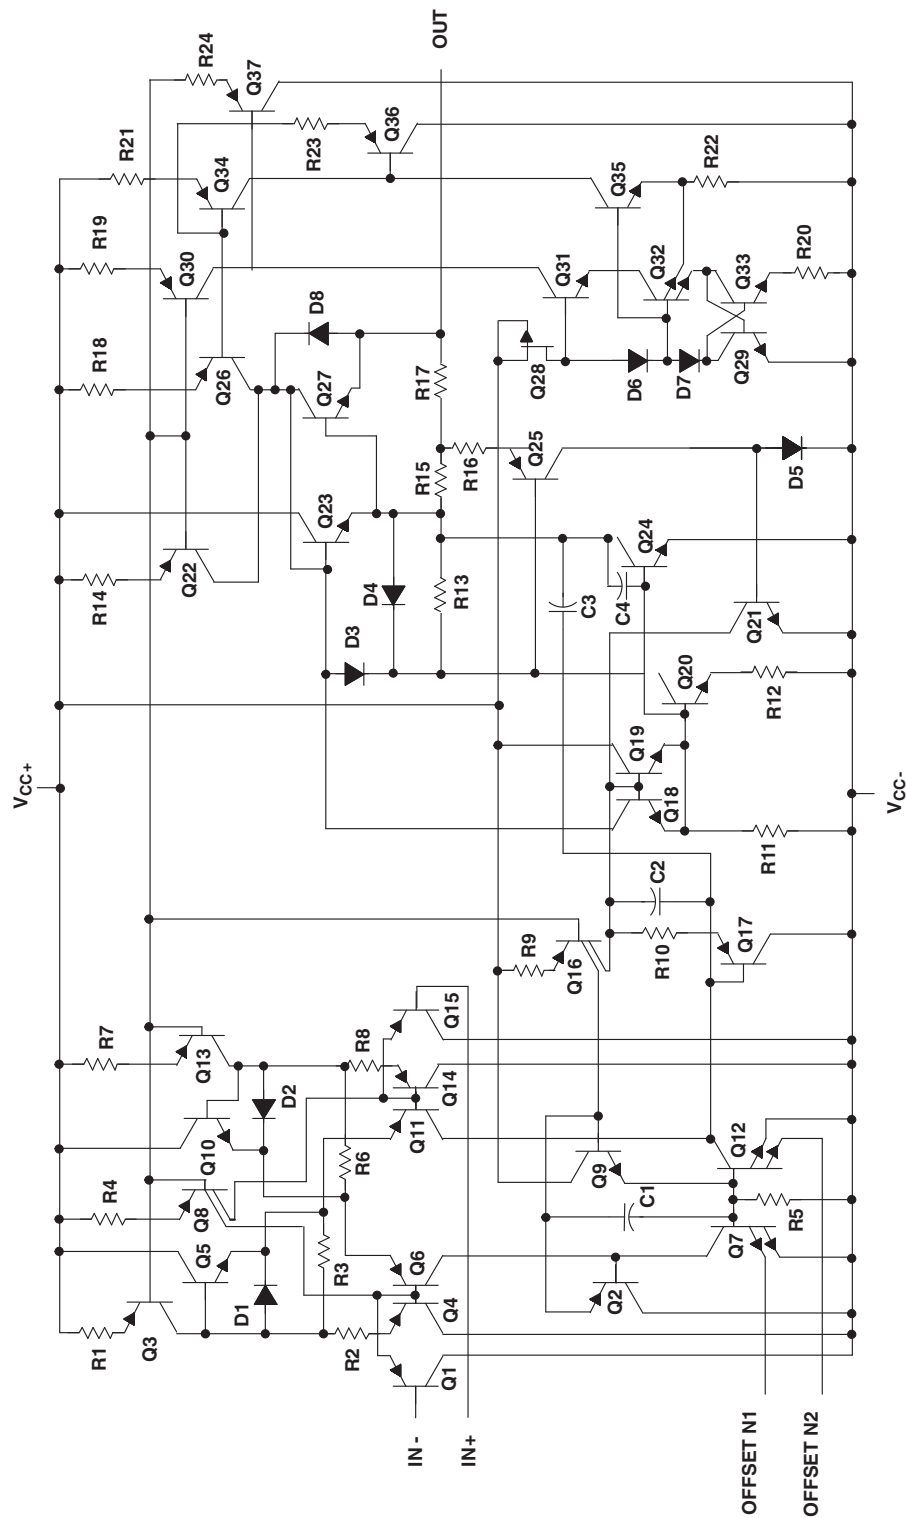 VCC+
R1
R4
R7
R14
R18
R19
R21
R24
Q3
Q5
Q8
Q10
Q13
Q22
Q26
Q30
Q34
Q37
D1
D2
D8
R23
Q23
Q27
Q36
D3
D4
R3
R6
R2
R8
Q1
Q4
Q6
Q11
Q14
Q15
R13
R15
R17
OUT
IN -
IN+
R16
R9
Q16
Q25
Q28
Q31
Q35
C3
C4
Q24
Q2
Q9
C1
R10
C2
Q18
Q19
Q20
D6
D7
Q32
R22
Q7
Q12
R5
Q17
Q21
D5
Q29
Q33
R20
R11
R12
OFFSET N1
OFFSET N2
VCC-